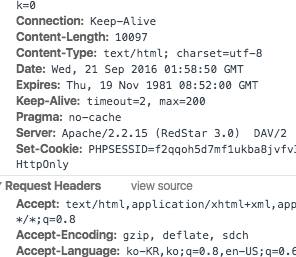 k=0
Connection: Keep-Alive
Content-Length: 10097
Content-Type: text/html; charset=utf-8
Date: Wed, 21 Sep 2016 01:58:50 GMT
Expires: Thu, 19 Nov 1981 08:52:00 GMT
Keep-Alive: timeout=2, max=200
Pragma: no-cache
Server: Apache/2.2.15 (RedStar 3.0) DAV/2
Set-Cookie: PHPSESSID=f2qqoh5d7mf1ukba8jvfv
HttpOnly
Request Headers view source
Accept: text/html,application/xhtml+xml,app
*/*;q=0.8
Accept-Encoding: gzip, deflate, sdch
Accept-Language: ko-KR,ko;q=0.8,en-US;q=0.6